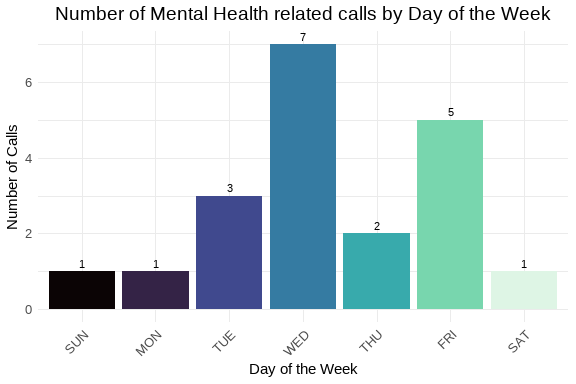 Number of Mental Health related calls by Day of the Week
7
6
5
4
3
2
2
1
1
1
0
Number of Calls
SUN
MON
TUE
WED
THU
FRI
SAT
Day of the Week